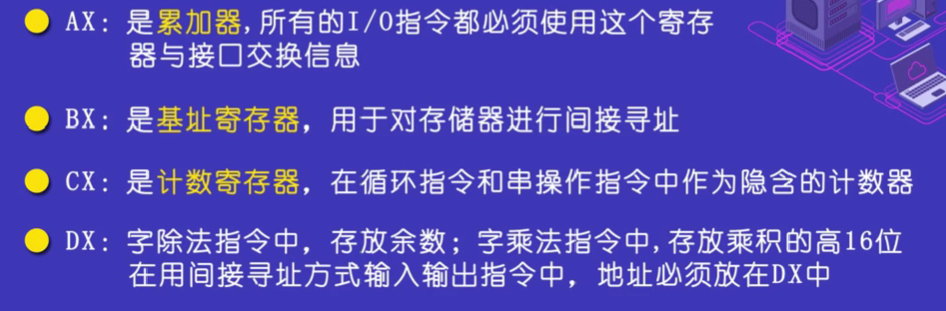 AX: 是累加器,所有的I/O指令都必须使用这个寄存
器与接口交换信息
BX: 是基址寄存器，用于对存储器进行间接寻址
CX: 是计数寄存器，在循环指令和串操作指令中作为隐含的计数器
DX: 字除法指令中，存放余数；字乘法指令中,存放乘积的高16位
在用间接寻址方式输入输出指令中，地址必须放在DX中